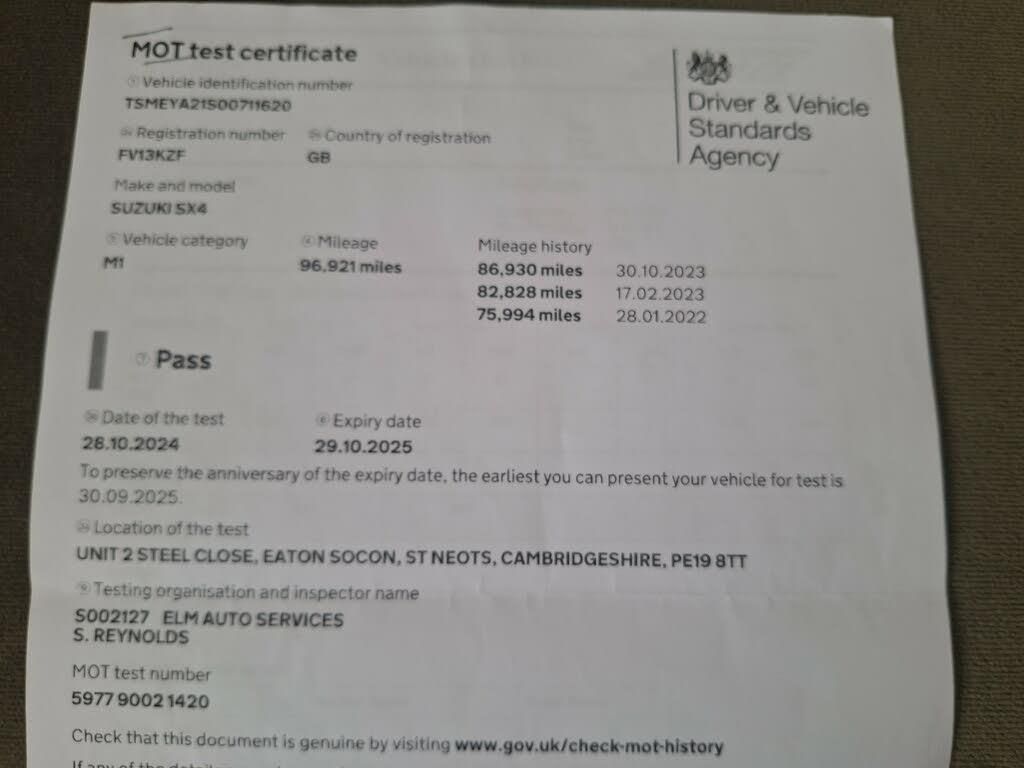 MOT test certificate
Vehicle identification number
TSMEYA21S00711620
Registration number Country of registration
FV13KZF GB
Make and model
SUZUKI SX4
Vehicle category Mileage Mileage history
M1 96,921 miles 86,930 miles 30.10.2023
82,828 miles 17.02.2023
75,994 miles 28.01.2022
Pass
Date of the test Expiry date
28.10.2024 29.10.2025
To preserve the anniversary of the expiry date, the earliest you can present your vehicle for test is
30.09.2025.
Location of the test
UNIT 2 STEEL CLOSE, EATON SOCON, ST NEOTS, CAMBRIDGESHIRE, PE19 8TT
Testing organisation and inspector name
S002127 ELM AUTO SERVICES
S. REYNOLDS
MOT test number
5977 9002 1420
Check that this document is genuine by visiting www.gov.uk/check-mot-history
If any of the
Driver & Vehicle
Standards
Agency